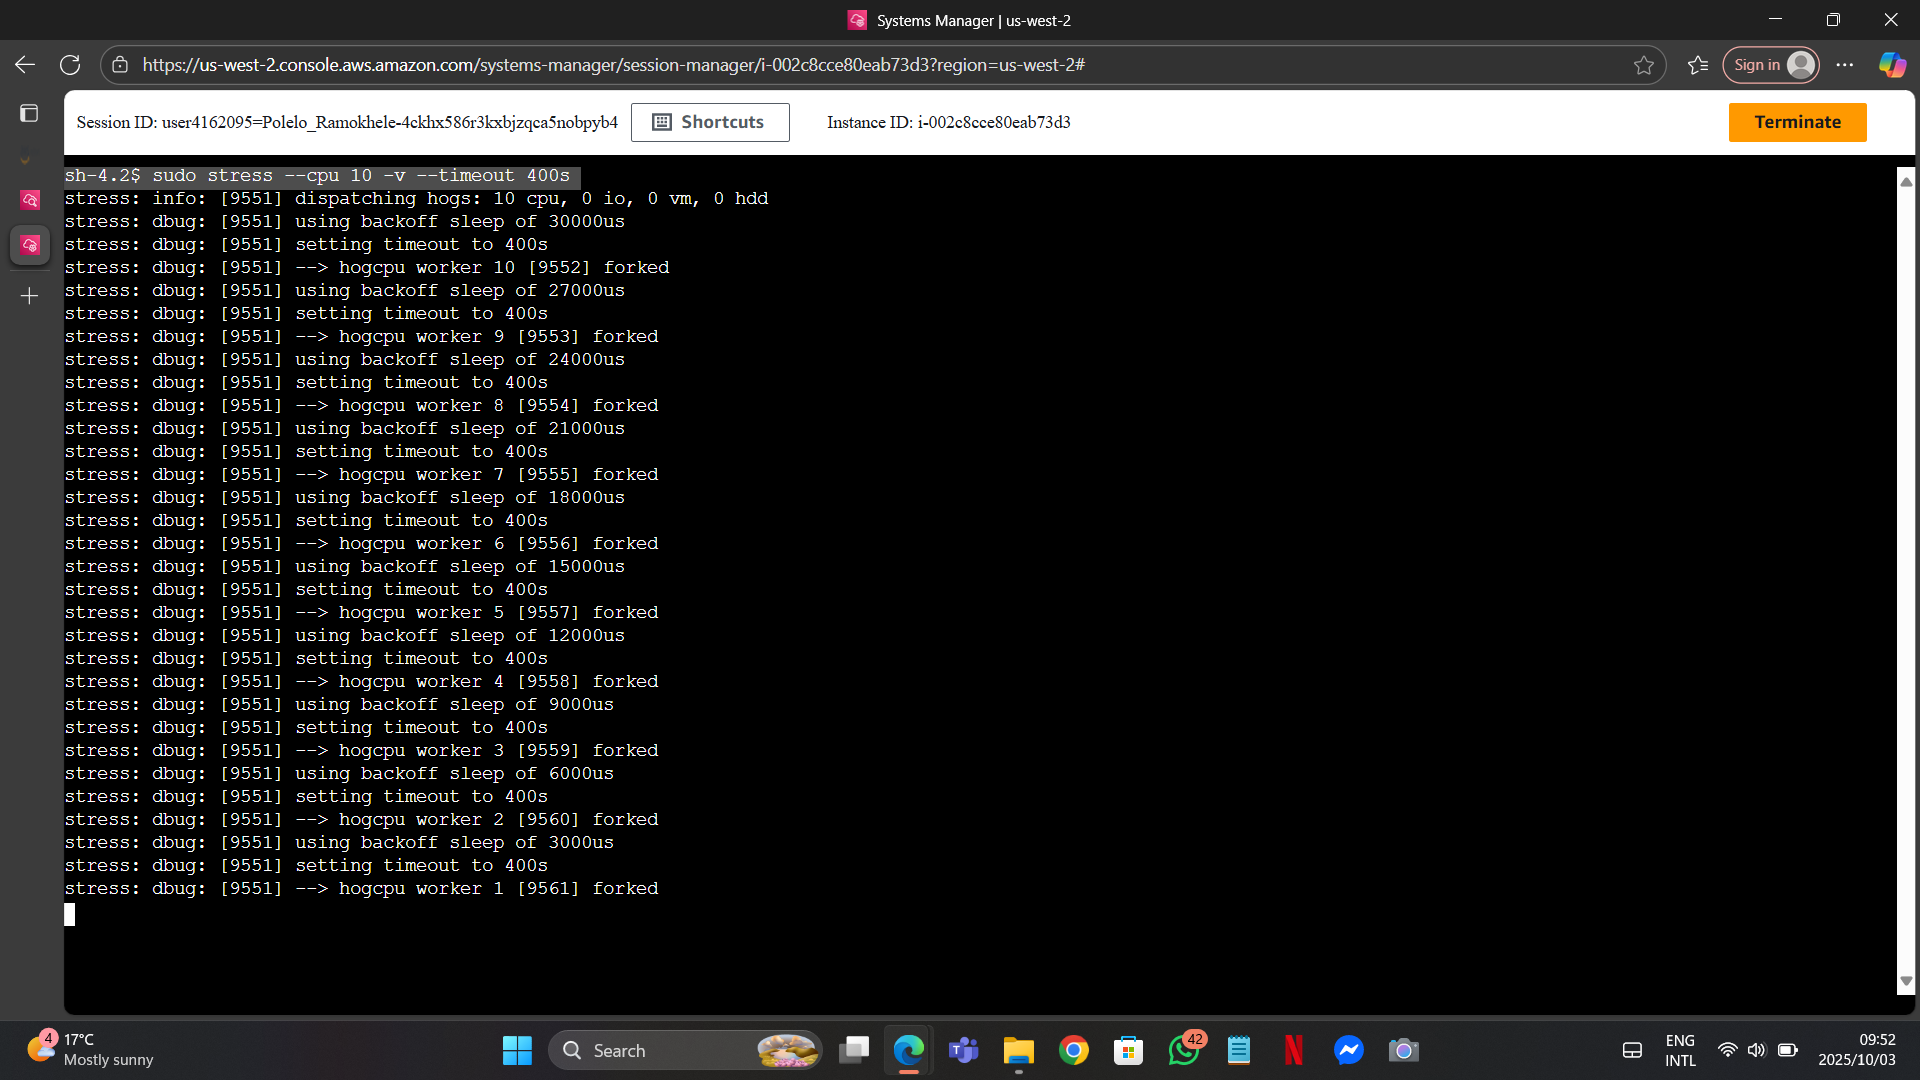 Systems Manager | us-west-2
https://us-west-2.console.aws.amazon.com/systems-manager/session-manager/i-002c8cce80eab73d3?region=us-west-2#
Sign in
Session ID: user4162095=Polelo_Ramokhele-4ckhx586r3kxbjzqca5nobpyb4
Shortcuts
Instance ID: i-002c8cce80eab73d3
Terminate
sh-4.2$ sudo stress --cpu 10 -v --timeout 400s
stress: info: [9551] dispatching hogs: 10 cpu, 0 io, 0 vm, 0 hdd
stress: dbug: [9551] using backoff sleep of 30000us
stress: dbug: [9551] setting timeout to 400s
stress: dbug: [9551] --> hogcpu worker 10 [9552] forked
stress: dbug: [9551] using backoff sleep of 27000us
stress: dbug: [9551] setting timeout to 400s
stress: dbug: [9551] --> hogcpu worker 9 [9553] forked
stress: dbug: [9551] using backoff sleep of 24000us
stress: dbug: [9551] setting timeout to 400s
stress: dbug: [9551] --> hogcpu worker 8 [9554] forked
stress: dbug: [9551] using backoff sleep of 21000us
stress: dbug: [9551] setting timeout to 400s
stress: dbug: [9551] --> hogcpu worker 7 [9555] forked
stress: dbug: [9551] using backoff sleep of 18000us
stress: dbug: [9551] setting timeout to 400s
stress: dbug: [9551] --> hogcpu worker 6 [9556] forked
stress: dbug: [9551] using backoff sleep of 15000us
stress: dbug: [9551] setting timeout to 400s
stress: dbug: [9551] --> hogcpu worker 5 [9557] forked
stress: dbug: [9551] using backoff sleep of 12000us
stress: dbug: [9551] setting timeout to 400s
stress: dbug: [9551] --> hogcpu worker 4 [9558] forked
stress: dbug: [9551] using backoff sleep of 9000us
stress: dbug: [9551] setting timeout to 400s
stress: dbug: [9551] --> hogcpu worker 3 [9559] forked
stress: dbug: [9551] using backoff sleep of 6000us
stress: dbug: [9551] setting timeout to 400s
stress: dbug: [9551] --> hogcpu worker 2 [9560] forked
stress: dbug: [9551] using backoff sleep of 3000us
stress: dbug: [9551] setting timeout to 400s
stress: dbug: [9551] --> hogcpu worker 1 [9561] forked
4
17°C
Mostly sunny
Search
42
ENG
INTL
09:52
2025/10/03